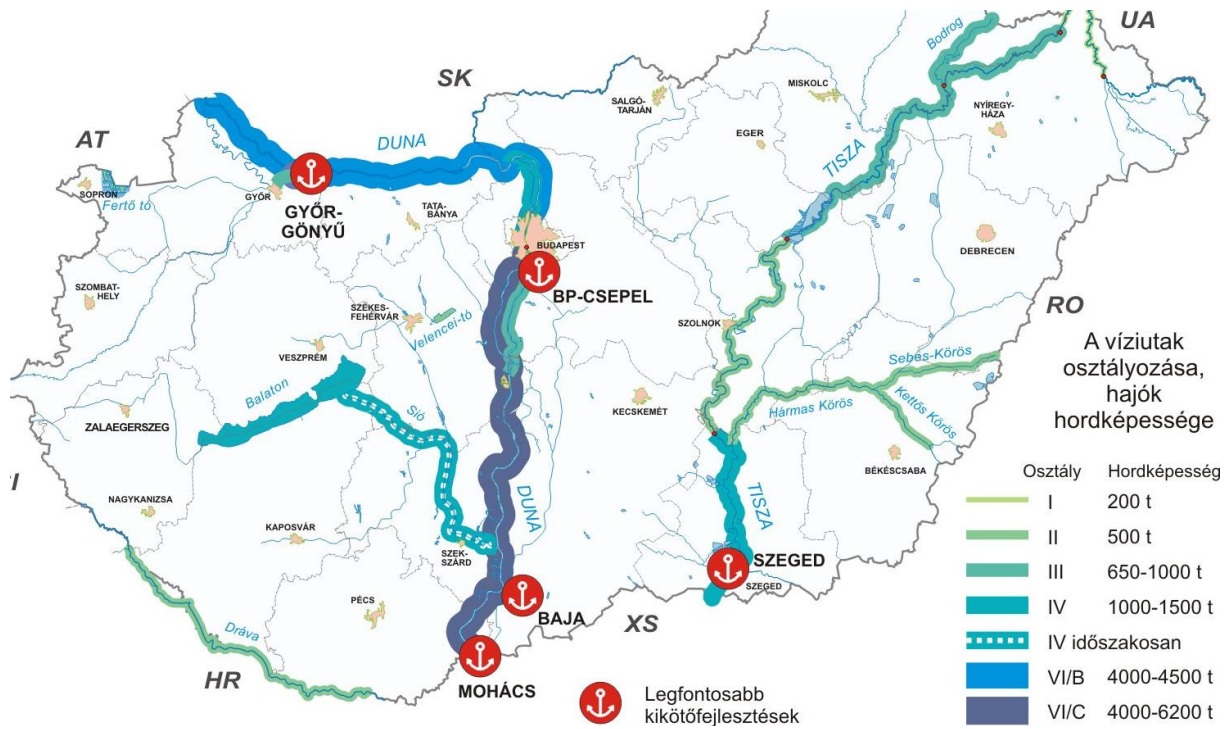 UA
SK
AT
RO
XS
HR
I
DUNA
DUNA
TISZA
TISZA
Bodrog
Fertő tó
Velencei-tó
Balaton
Sió
Dráva
Sebes-Körös
Hármas Körös
Kettős Körös
SALGÓ-
TARJÁN
MISKOLC
EGER
NYÍREGY-
HÁZA
DEBRECEN
SOPRON
GYŐR
GYŐR-
GÖNYŰ
TATA-
BÁNYA
BUDAPEST
BP-CSEPEL
SZOMBAT-
HELY
SZÉKES-
FEHÉRVÁR
VESZPRÉM
SZOLNOK
KECSKEMÉT
BÉKÉSCSABA
ZALAEGERSZEG
NAGYKANIZSA
KAPOSVÁR
SZEK-
SZÁRD
PÉCS
BAJA
MOHÁCS
SZEGED
SZEGED
A víziutak
osztályozása,
hajók
hordképessége
Osztály Hordképesség
I 200 t
II 500 t
III 650-1000 t
IV 1000-1500 t
IV időszakosan
VI/B 4000-4500 t
VI/C 4000-6200 t
Legfontosabb
kikötőfejlesztések